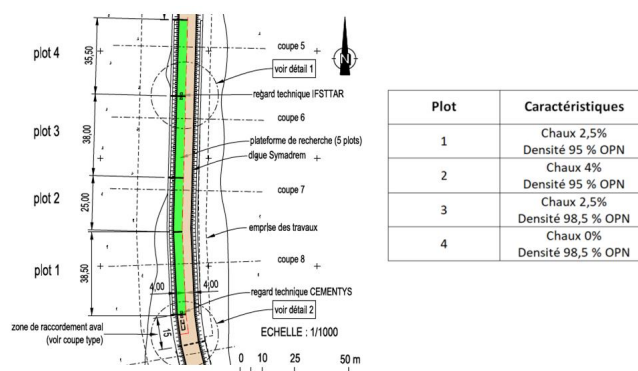 plot 4
35,50
coupe 5
voir détail 1
N
regard technique IFSTTAR
coupe 6
plot 3
38,00
plateforme de recherche (5 plots)
digue Symadrem
plot 2
25,00
coupe 7
emprise des travaux
plot 1
38,50
coupe 8
4,00
4,00
regard technique CEMENTYS
voir détail 2
zone de raccordement aval
(voir coupe type)
15
ECHELLE : 1/1000
0 10 25 50 m
Plot Caractéristiques
1
Chaux 2,5%
Densité 95 % OPN
2
Chaux 4%
Densité 95 % OPN
3
Chaux 2,5%
Densité 98,5 % OPN
4
Chaux 0%
Densité 98,5 % OPN